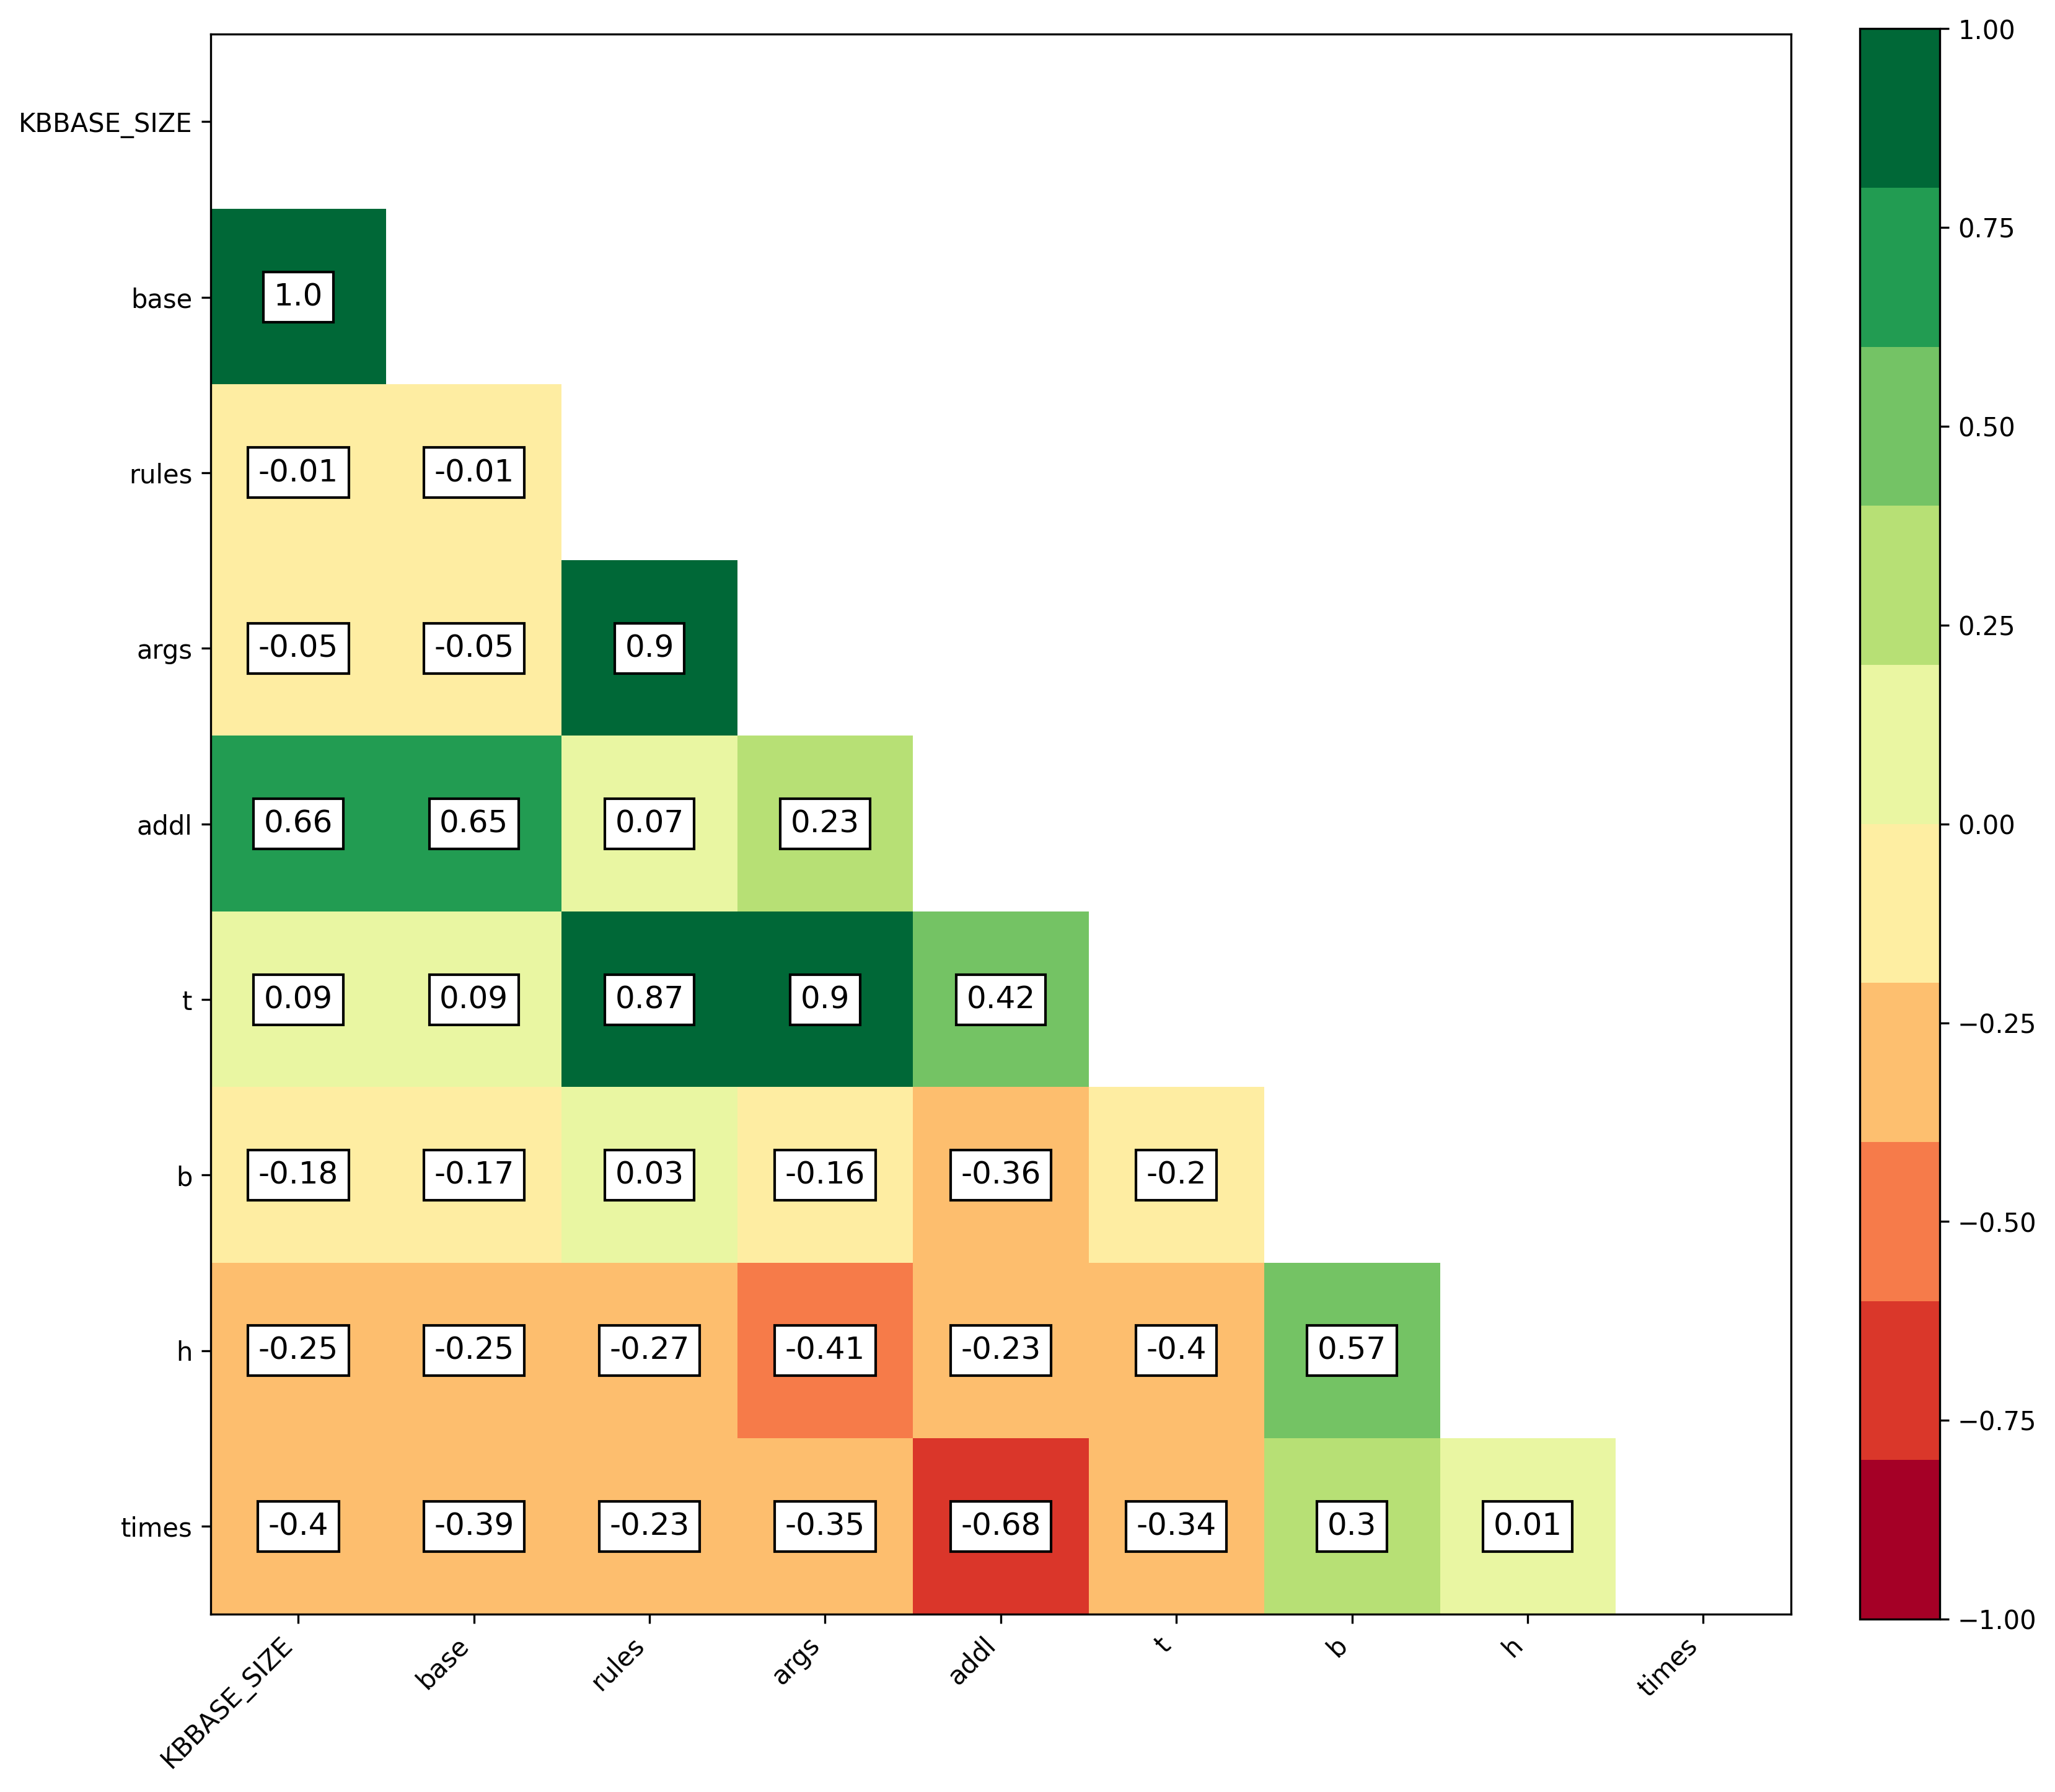 1.00
KBBASE_SIZE
0.75
base 1.0
0.50
rules -0.01 -0.01
0.25
args -0.05 -0.05 0.9
addl 0.66 0.65 0.07 0.23
0.00
t 0.09 0.09 0.87 0.9 0.42
−0.25
b -0.18 -0.17 0.03 -0.16 -0.36 -0.2
−0.50
h -0.25 -0.25 -0.27 -0.41 -0.23 -0.4 0.57
−0.75
times -0.4 -0.39 -0.23 -0.35 -0.68 -0.34 0.3 0.01
−1.00
KBBASE_SIZE base rules args addl t b h times